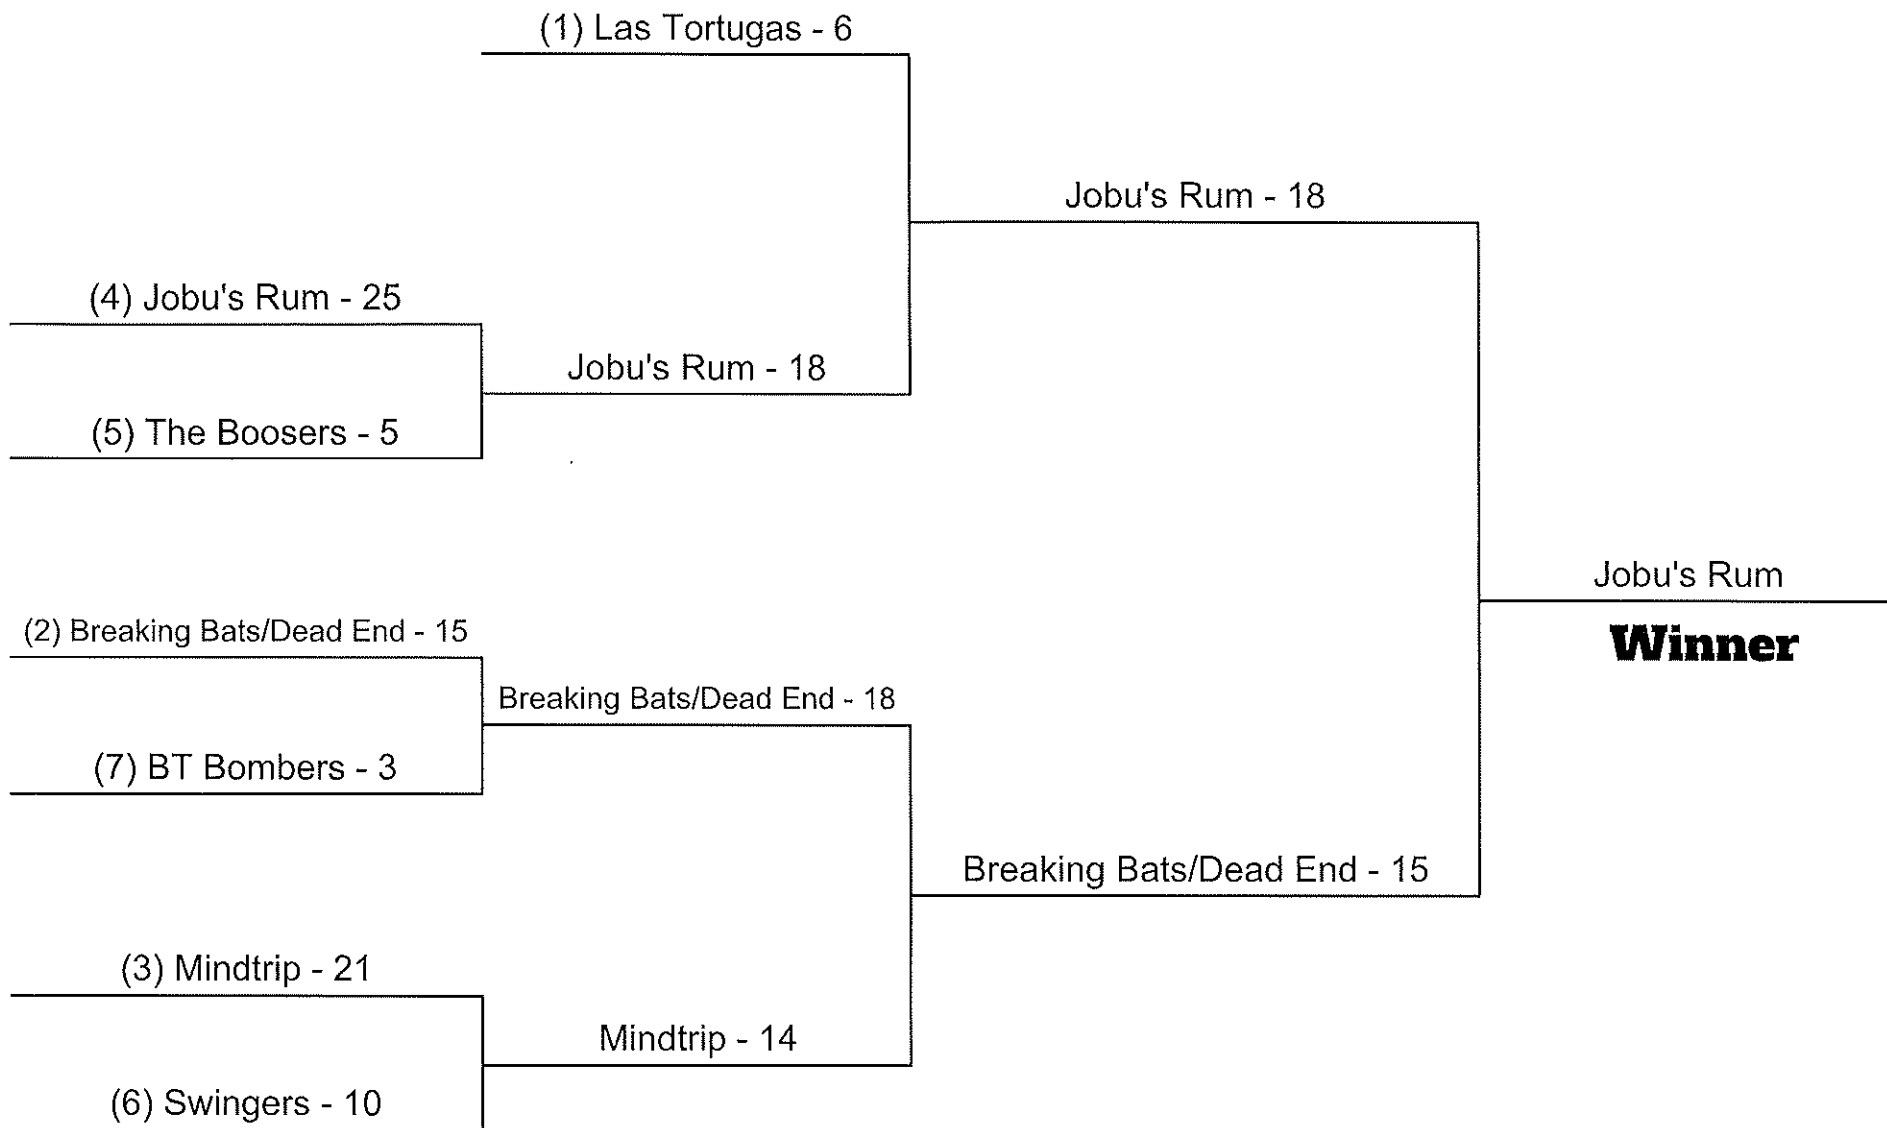 (1) Las Tortugas - 6
Jobu's Rum - 18
(4) Jobu's Rum - 25
Jobu's Rum - 18
(5) The Boosers - 5
Jobu's Rum
Winner
(2) Breaking Bats/Dead End - 15
Breaking Bats/Dead End - 18
(7) BT Bombers - 3
Breaking Bats/Dead End - 15
(3) Mindtrip - 21
Mindtrip - 14
(6) Swingers - 10